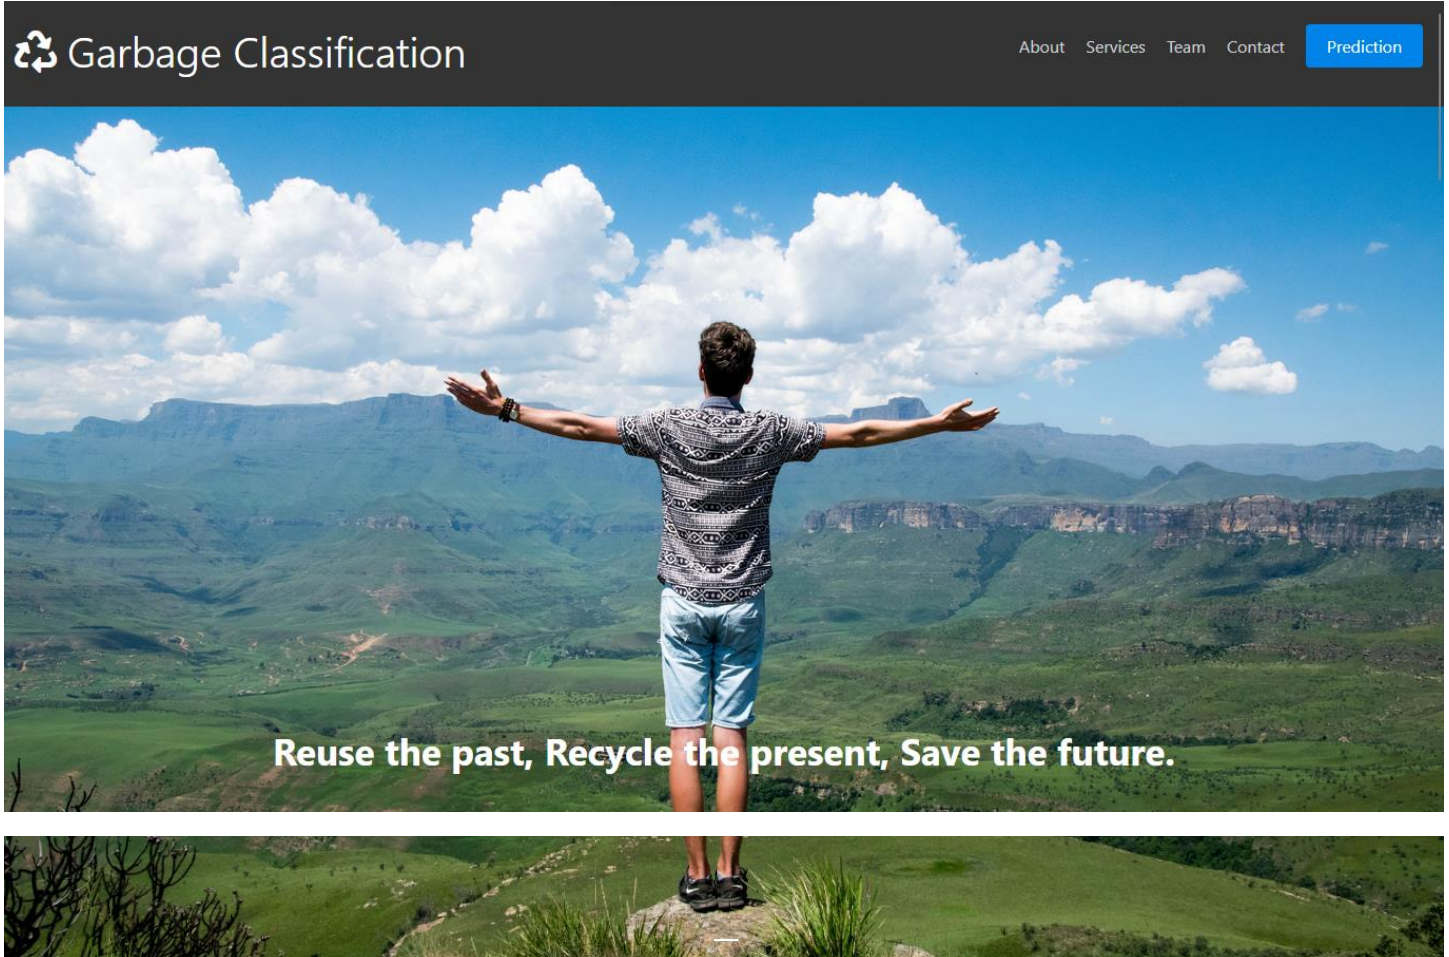 Garbage Classification
About Services Team Contact Prediction
Reuse the past, Recycle the present, Save the future.